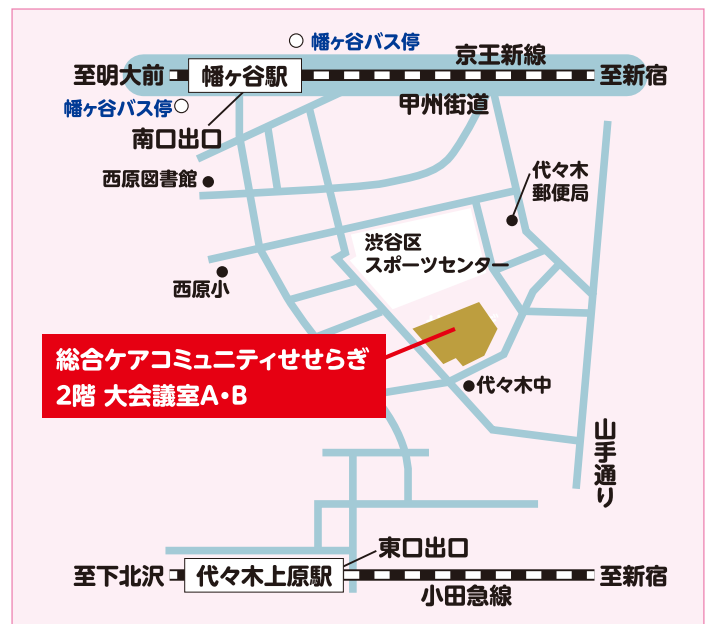 幡ヶ谷バス停
京王新線
至明大前
幡ヶ谷駅
至新宿
幡ヶ谷バス停
甲州街道
南口出口
西原図書館
代々木
郵便局
渋谷区
スポーツセンター
西原小
総合ケアコミュニティせせらぎ
2階 大会議室A・B
代々木中
山手通り
東口出口
至下北沢
代々木上原駅
至新宿
小田急線